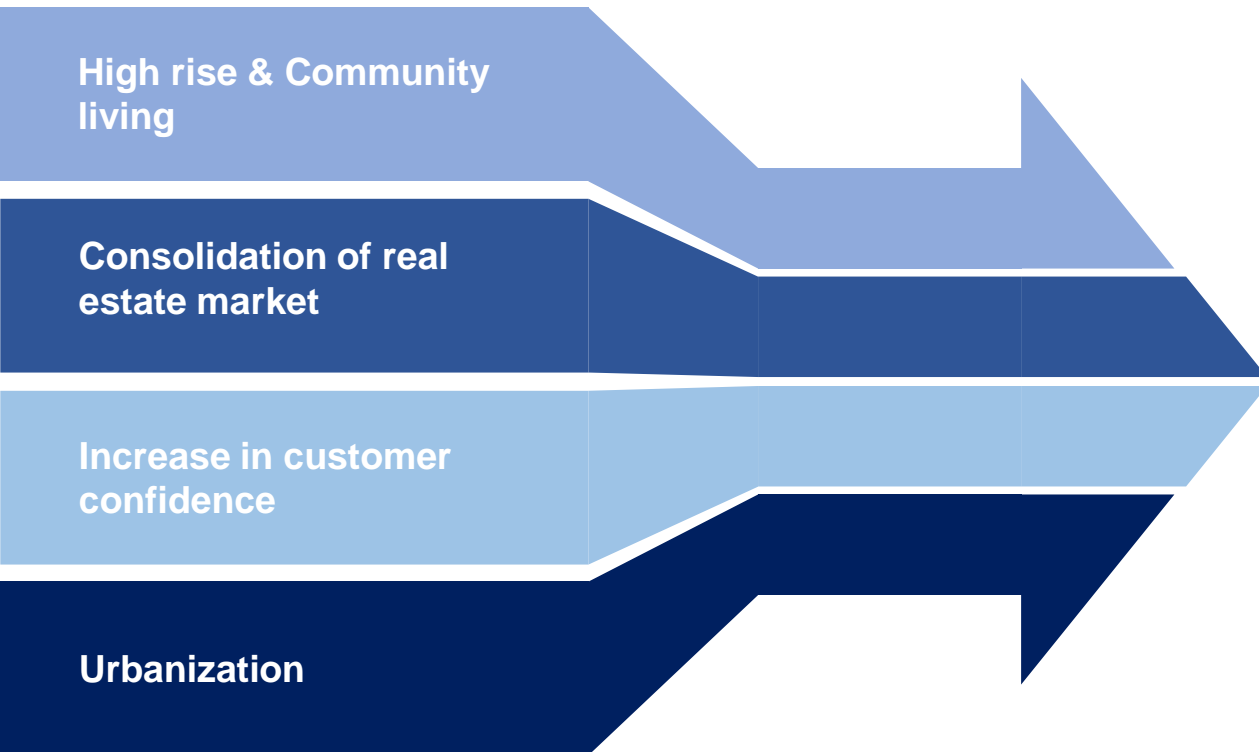 High rise & Community
living
Consolidation of real
estate market
Increase in customer
confidence
Urbanization